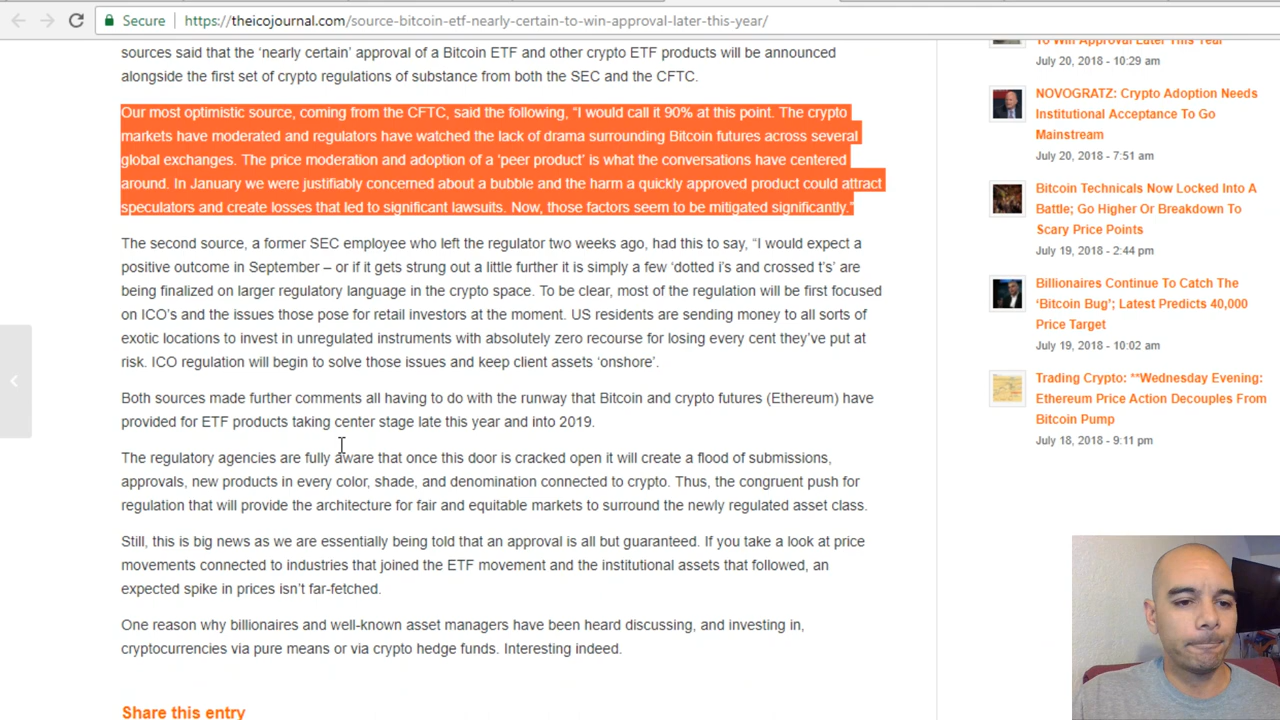 Secure
https://theicojournal.com/source-bitcoin-etf-nearly-certain-to-win-approval-later-this-year/
sources said that the ‘nearly certain’ approval of a Bitcoin ETF and other crypto ETF products will be announced
alongside the first set of crypto regulations of substance from both the SEC and the CFTC.
Our most optimistic source, coming from the CFTC, said the following, “I would call it 90% at this point. The crypto
markets have moderated and regulators have watched the lack of drama surrounding Bitcoin futures across several
global exchanges. The price moderation and adoption of a ‘peer product’ is what the conversations have centered
around. In January we were justifiably concerned about a bubble and the harm a quickly approved product could attract
speculators and create losses that led to significant lawsuits. Now, those factors seem to be mitigated significantly.”
The second source, a former SEC employee who left the regulator two weeks ago, had this to say, “I would expect a
positive outcome in September – or if it gets strung out a little further it is simply a few ‘dotted i’s and crossed t’s’ are
being finalized on larger regulatory language in the crypto space. To be clear, most of the regulation will be first focused
on ICO’s and the issues those pose for retail investors at the moment. US residents are sending money to all sorts of
exotic locations to invest in unregulated instruments with absolutely zero recourse for losing every cent they’ve put at
risk. ICO regulation will begin to solve those issues and keep client assets ‘onshore’.
Both sources made further comments all having to do with the runway that Bitcoin and crypto futures (Ethereum) have
provided for ETF products taking center stage late this year and into 2019.
The regulatory agencies are fully aware that once this door is cracked open it will create a flood of submissions,
approvals, new products in every color, shade, and denomination connected to crypto. Thus, the congruent push for
regulation that will provide the architecture for fair and equitable markets to surround the newly regulated asset class.
Still, this is big news as we are essentially being told that an approval is all but guaranteed. If you take a look at price
movements connected to industries that joined the ETF movement and the institutional assets that followed, an
expected spike in prices isn’t far-fetched.
One reason why billionaires and well-known asset managers have been heard discussing, and investing in,
cryptocurrencies via pure means or via crypto hedge funds. Interesting indeed.
Share this entry
To Win Approval Later This Year
July 20, 2018 - 10:29 am
NOVOGRATZ: Crypto Adoption Needs
Institutional Acceptance To Go
Mainstream
July 20, 2018 - 7:51 am
Bitcoin Technicals Now Locked Into A
Battle; Go Higher Or Breakdown To
Scary Price Points
July 19, 2018 - 2:44 pm
Billionaires Continue To Catch The
‘Bitcoin Bug’; Latest Predicts 40,000
Price Target
July 19, 2018 - 10:02 am
Trading Crypto: **Wednesday Evening:
Ethereum Price Action Decouples From
Bitcoin Pump
July 18, 2018 - 9:11 pm